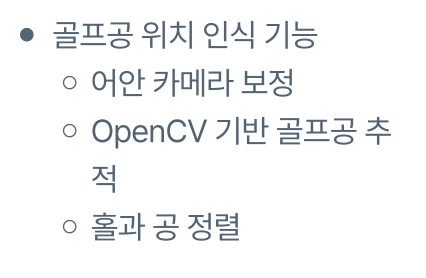 • 골프공 위치 인식 기능
○ 어안 카메라 보정
○ OpenCV 기반 골프공 추
적
○ 홀과 공 정렬